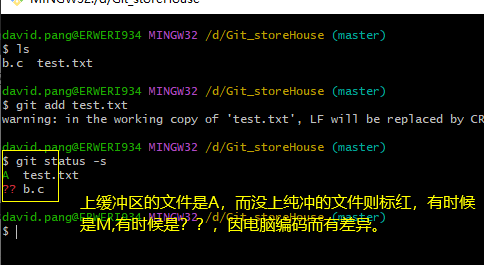 MINGW32:/d/Git_storeHouse
david.pang@ERWERI934 MINGW32 /d/Git_storeHouse (master)
$ ls
b.c  test.txt
david.pang@ERWERI934 MINGW32 /d/Git_storeHouse (master)
$ git add test.txt
warning: in the working copy of 'test.txt', LF will be replaced by CR
david.pang@ERWERI934 MINGW32 /d/Git_storeHouse (master)
$ git status -s
A  test.txt
?? b.c
上缓冲区的文件是A，而没上纯冲的文件则标红，有时候
是M,有时候是？？，因电脑编码而有差异。
david.pang@ERWERI934 MINGW32 /d/Git_storeHouse (master)
$